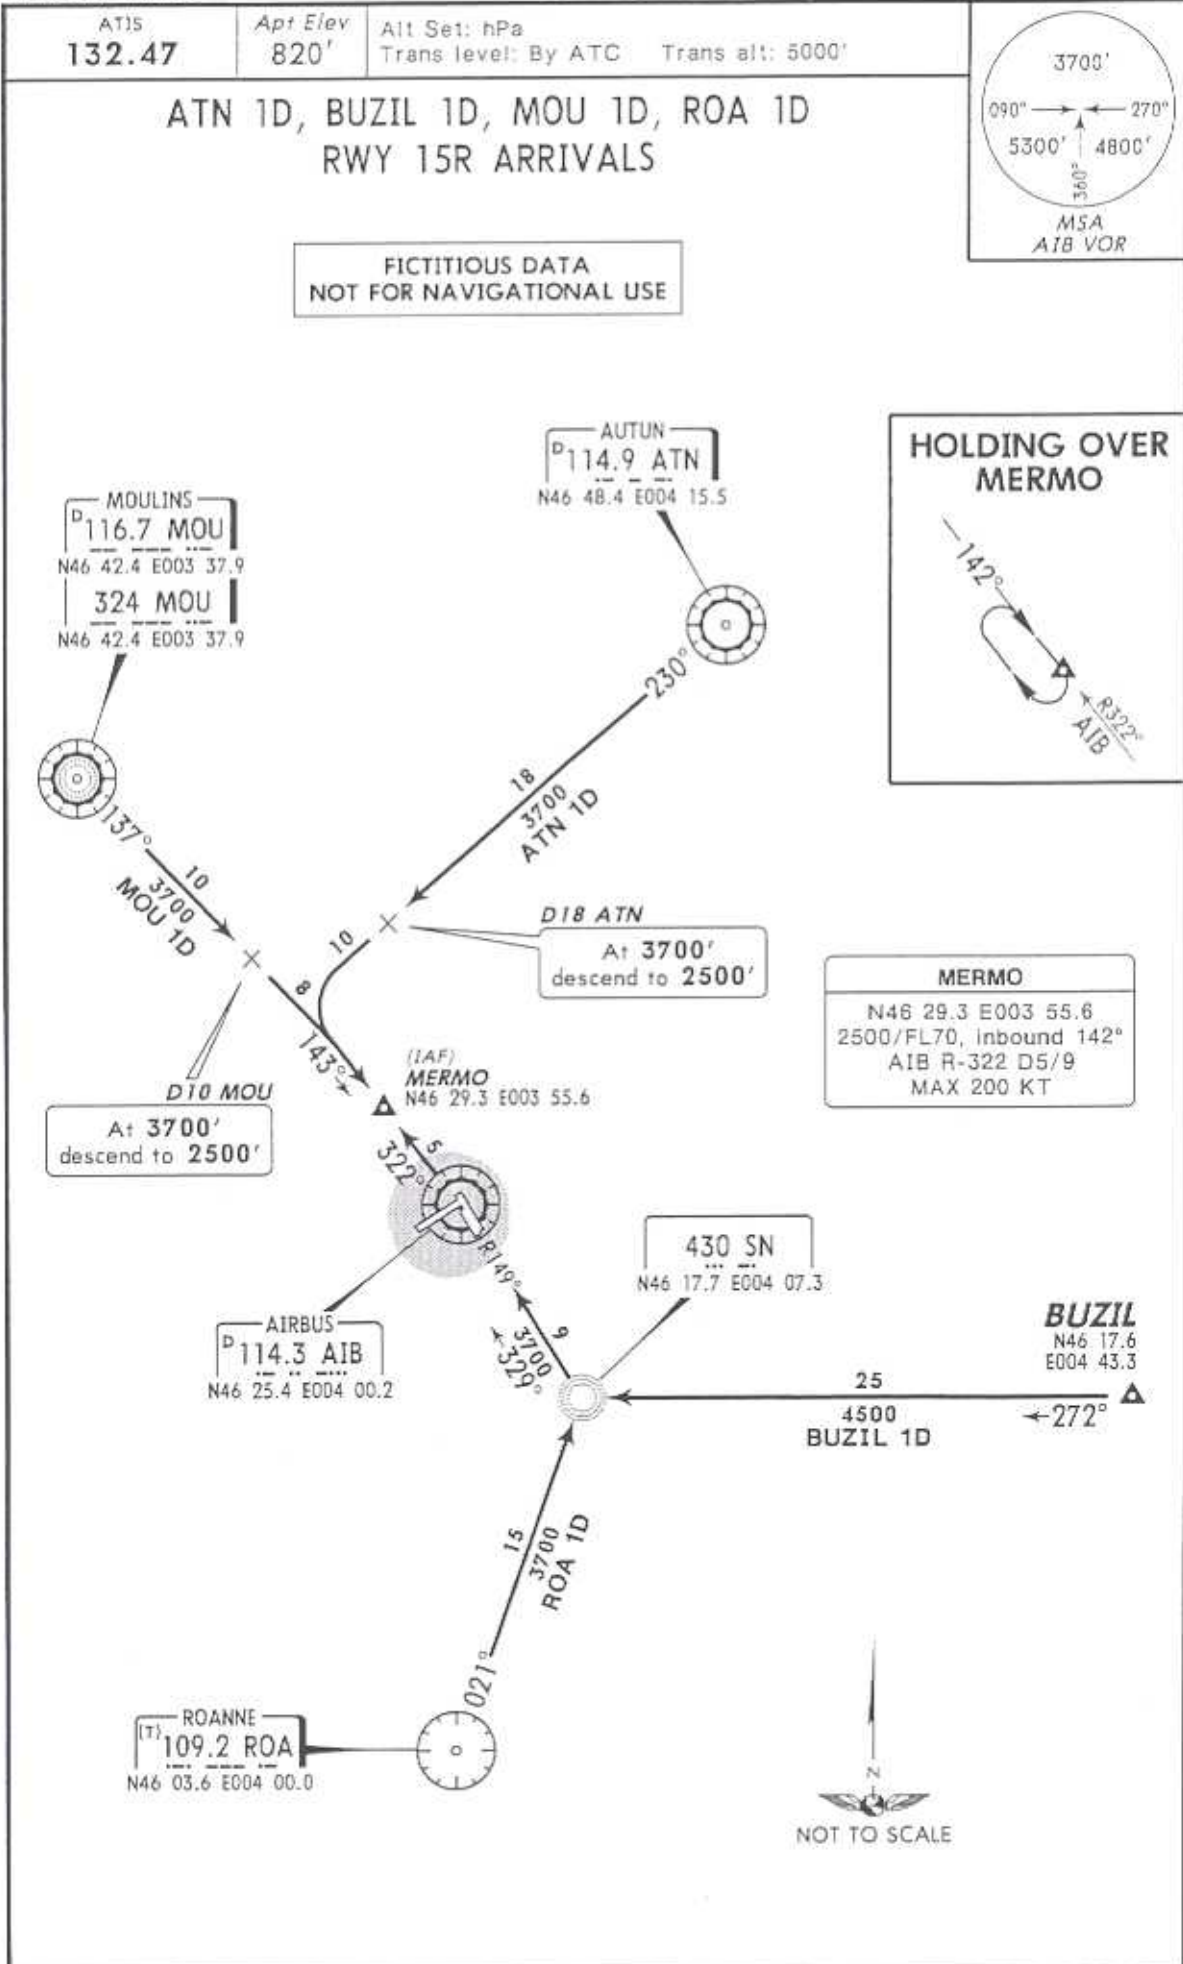 ATIS
132.47
Apt Elev
820'
Alt Set: hPa
Trans level: By ATC Trans alt: 5000'
ATN 1D, BUZIL 1D, MOU 1D, ROA 1D
RWY 15R ARRIVALS
3700'
090° 270°
5300' 4800'
360°
MSA
AIB VOR
FICTITIOUS DATA
NOT FOR NAVIGATIONAL USE
AUTUN
D 114.9 ATN
N46 48.4 E004 15.5
MOULINS
D 116.7 MOU
N46 42.4 E003 37.9
324 MOU
N46 42.4 E003 37.9
HOLDING OVER
MERMO
142°
R322°
AIB
230°
18
3700
ATN 1D
137°
10
3700
MOU 1D
D18 ATN
At 3700'
descend to 2500'
10
8
143°
D10 MOU
At 3700'
descend to 2500'
(IAF)
MERMO
N46 29.3 E003 55.6
MERMO
N46 29.3 E003 55.6
2500/FL70, inbound 142°
AIB R-322 D5/9
MAX 200 KT
5
322°
R149°
430 SN
N46 17.7 E004 07.3
AIRBUS
D 114.3 AIB
N46 25.4 E004 00.2
9
3700
329°
BUZIL
N46 17.6
E004 43.3
25
4500
272°
BUZIL 1D
15
3700
ROA 1D
021°
ROANNE
(T) 109.2 ROA
N46 03.6 E004 00.0
N
NOT TO SCALE